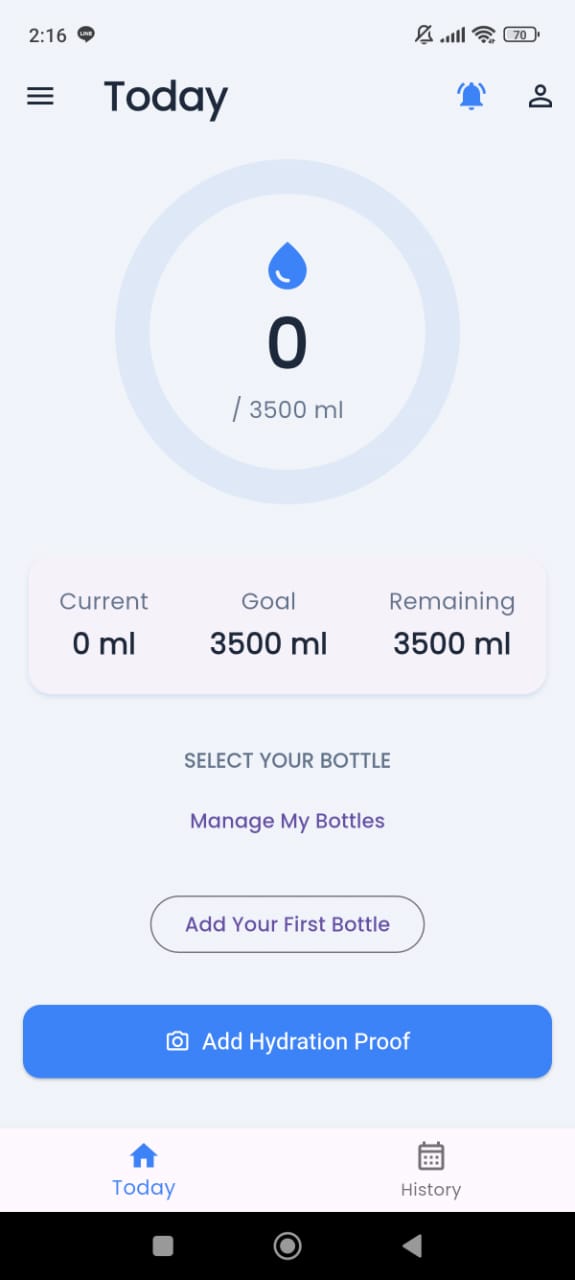 2:16 LINE 70
Today
0
/ 3500 ml
Current Goal Remaining
0 ml 3500 ml 3500 ml
SELECT YOUR BOTTLE
Manage My Bottles
Add Your First Bottle
Add Hydration Proof
Today History